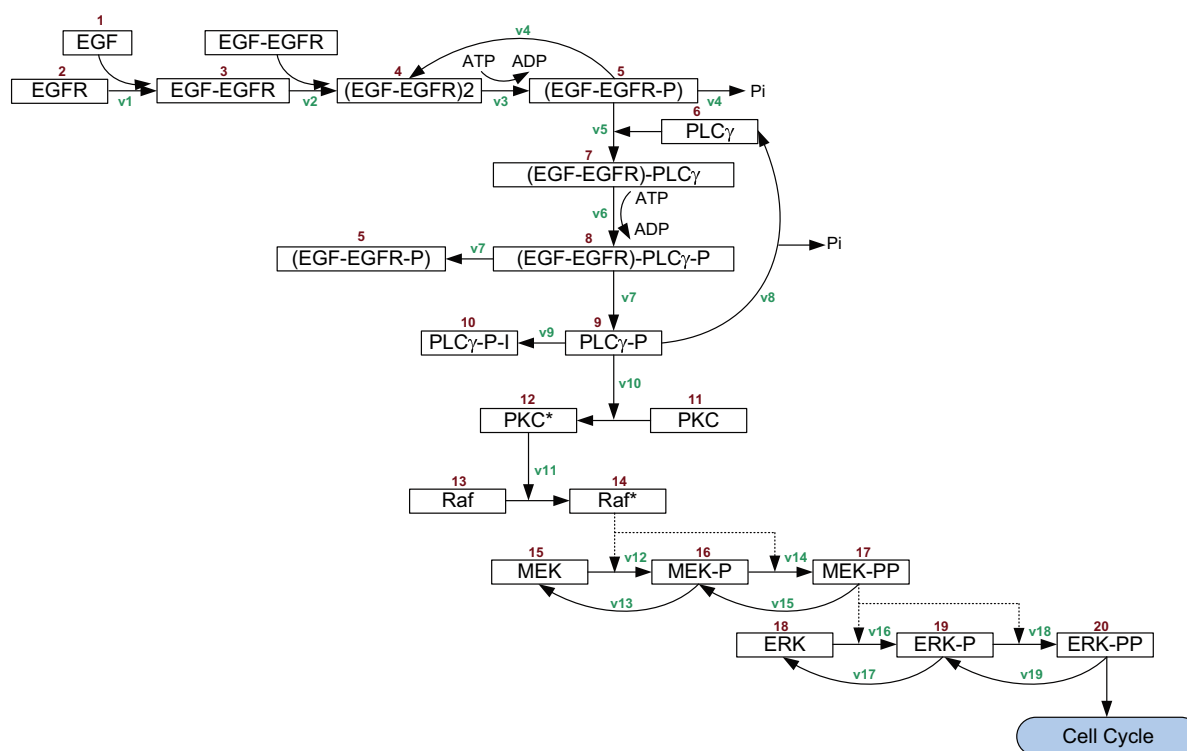 1
EGF
EGF-EGFR
v4
2
EGFR
v1
3
EGF-EGFR
v2
4
(EGF-EGFR)2
ATP
ADP
v3
5
(EGF-EGFR-P)
v4
Pi
6
PLCγ
v5
7
(EGF-EGFR)-PLCγ
ATP
v6
ADP
5
(EGF-EGFR-P)
v7
8
(EGF-EGFR)-PLCγ-P
Pi
v7
v8
10
PLCγ-P-I
v9
9
PLCγ-P
v10
12
PKC*
11
PKC
v11
13
Raf
14
Raf*
15
MEK
v12
16
MEK-P
v14
17
MEK-PP
v13
v15
18
ERK
v16
19
ERK-P
v18
20
ERK-PP
v17
v19
Cell Cycle